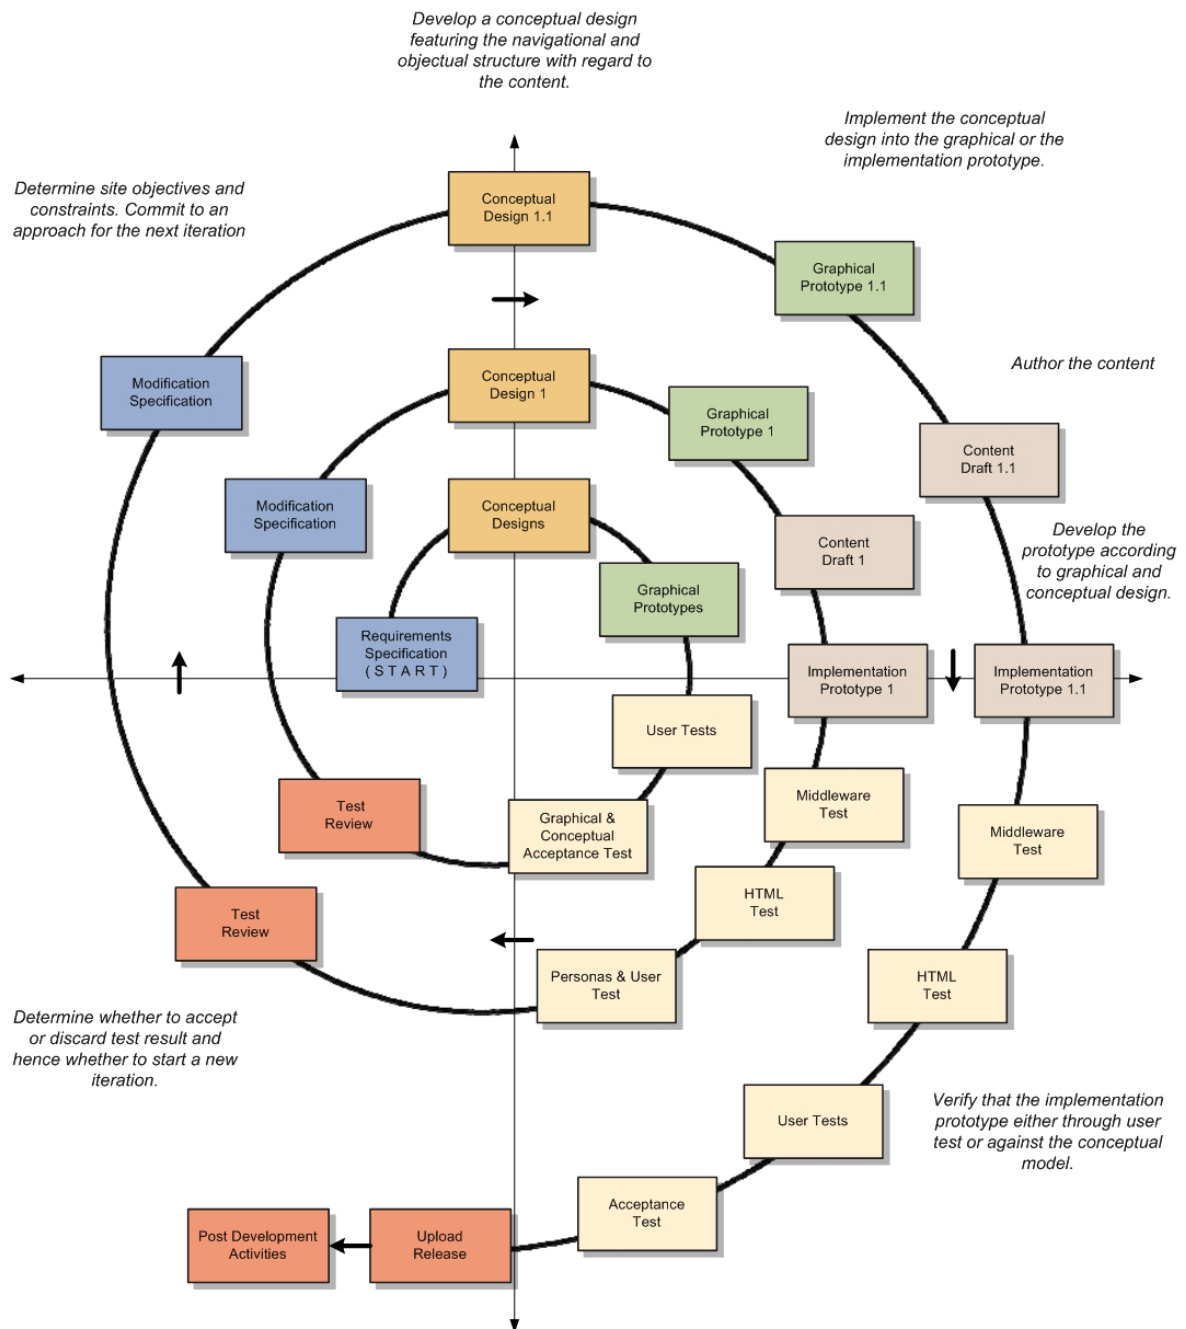 Develop a conceptual design
featuring the navigational and
objectual structure with regard to
the content.
Implement the conceptual
design into the graphical or the
implementation prototype.
Determine site objectives and
constraints. Commit to an
approach for the next iteration
Conceptual
Design 1.1
Graphical
Prototype 1.1
Author the content
Modification
Specification
Conceptual
Design 1
Graphical
Prototype 1
Content
Draft 1.1
Modification
Specification
Conceptual
Designs
Content
Draft 1
Develop the
prototype according
to graphical and
conceptual design.
Graphical
Prototypes
Requirements
Specification
( S T A R T )
Implementation
Prototype 1
Implementation
Prototype 1.1
User Tests
Test
Review
Graphical &
Conceptual
Acceptance Test
Middleware
Test
Middleware
Test
Test
Review
HTML
Test
Personas & User
Test
HTML
Test
Determine whether to accept
or discard test result and
hence whether to start a new
iteration.
User Tests
Verify that the implementation
prototype either through user
test or against the conceptual
model.
Acceptance
Test
Post Development
Activities
Upload
Release